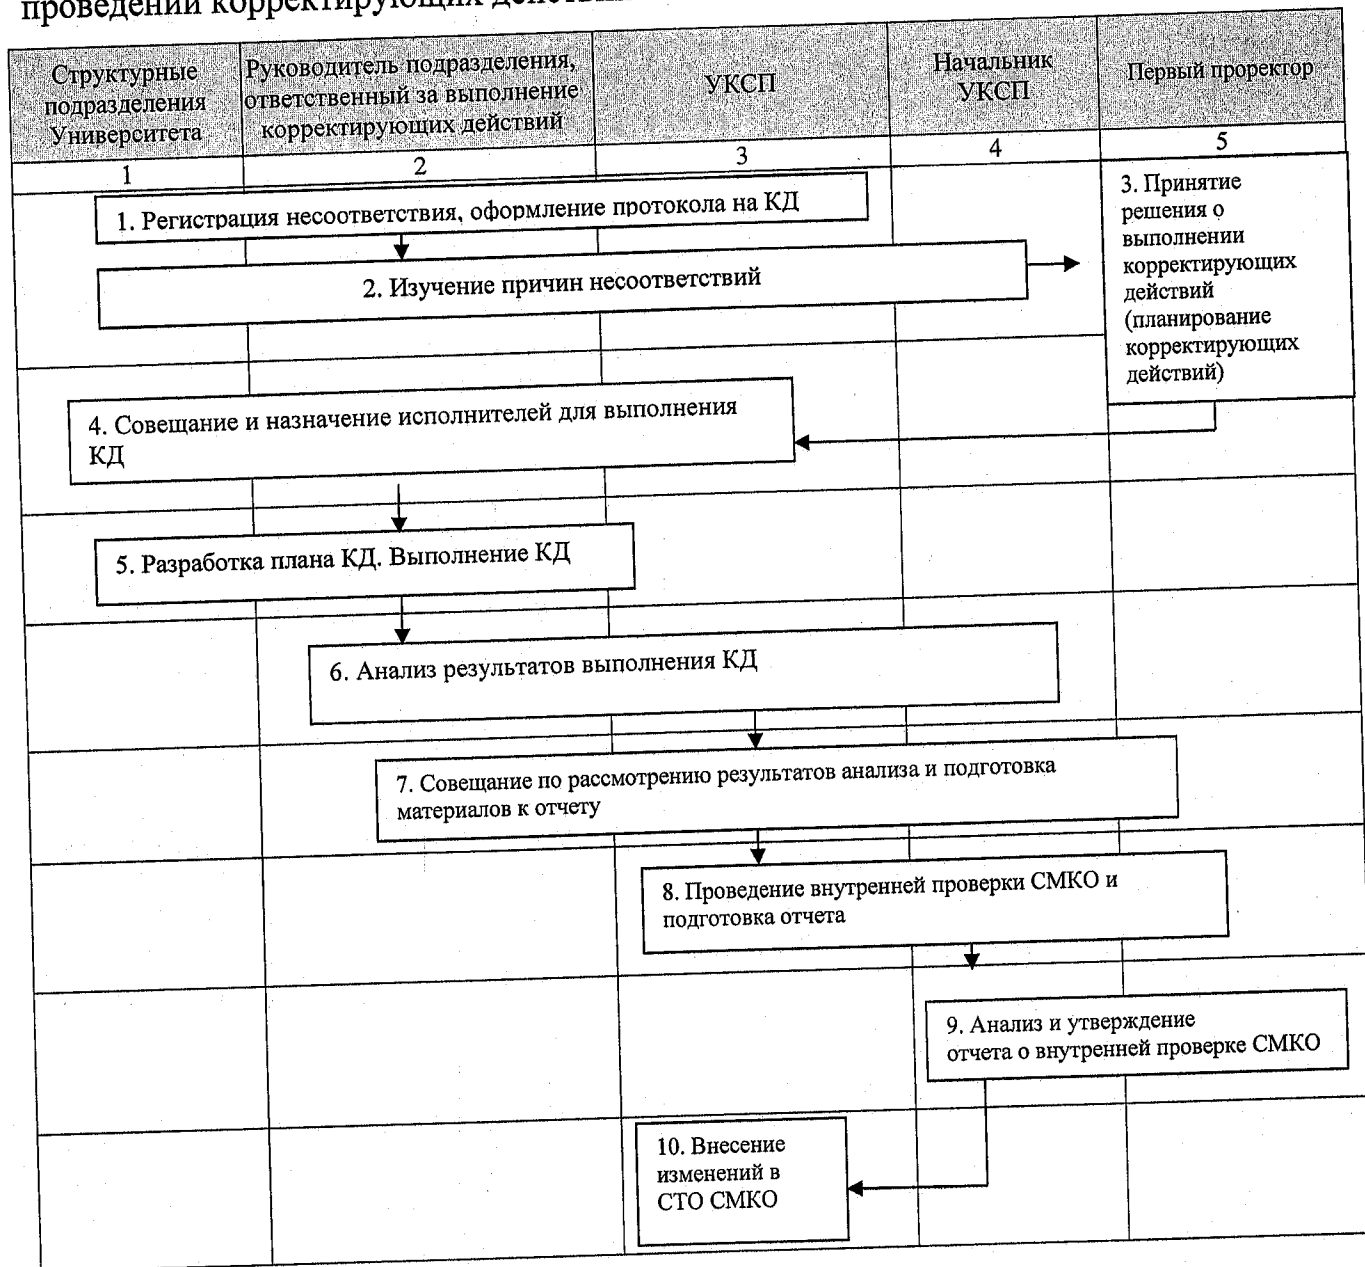 проведении корректирующих
Структурные
подразделения
Университета
Руководитель подразделения,
ответственный за выполнение
корректирующих действий
УКСП
Начальник
УКСП
Первый проректор
1
2
3
4
5
1. Регистрация несоответствия, оформление протокола на КД
2. Изучение причин несоответствий
3. Принятие
решения о
выполнении
корректирующих
действий
(планирование
корректирующих
действий)
4. Совещание и назначение исполнителей для выполнения
КД
5. Разработка плана КД. Выполнение КД
6. Анализ результатов выполнения КД
7. Совещание по рассмотрению результатов анализа и подготовка
материалов к отчету
8. Проведение внутренней проверки СМКО и
подготовка отчета
9. Анализ и утверждение
отчета о внутренней проверке СМКО
10. Внесение
изменений в
СТО СМКО